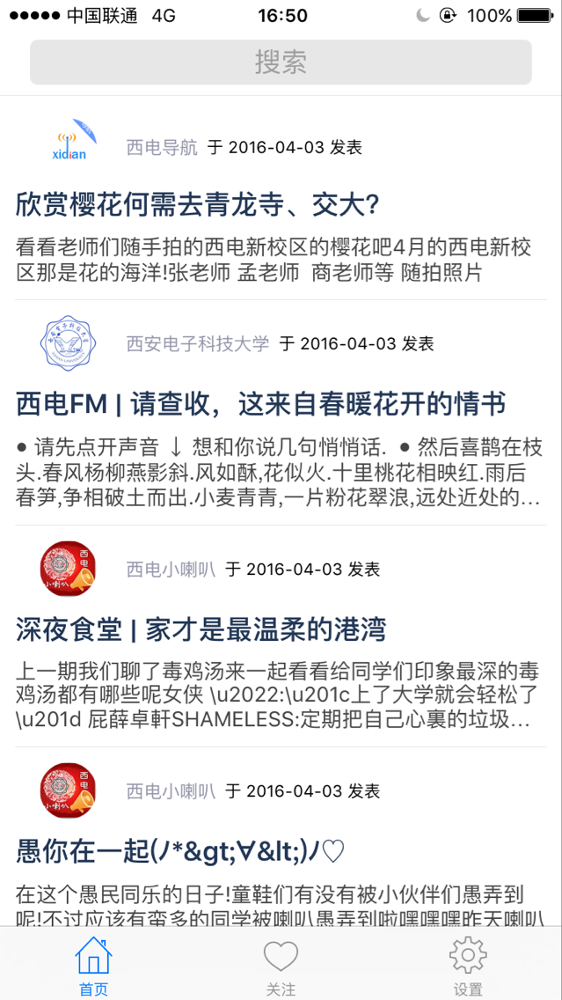 中国联通 4G 16:50 100%
搜索
xidian
西电导航 于 2016-04-03 发表
欣赏樱花何需去青龙寺、交大?
看看老师们随手拍的西电新校区的樱花吧4月的西电新校
区那是花的海洋!张老师 孟老师 商老师等 随拍照片
西安电子科技大学 于 2016-04-03 发表
西电FM | 请查收，这来自春暖花开的情书
● 请先点开声音 ↓ 想和你说几句悄悄话. ● 然后喜鹊在枝
头.春风杨柳燕影斜.风如酥,花似火.十里桃花相映红.雨后
春笋,争相破土而出.小麦青青,一片粉花翠浪,远处近处的...
西电
小喇叭
西电小喇叭 于 2016-04-03 发表
深夜食堂 | 家才是最温柔的港湾
上一期我们聊了毒鸡汤来一起看看给同学们印象最深的毒
鸡汤都有哪些呢女侠 \u2022:\u201c上了大学就会轻松了
\u201d 屁薛卓軒SHAMELESS:定期把自己心裏的垃圾...
西电
小喇叭
西电小喇叭 于 2016-04-03 发表
愚你在一起(ﾉ*&gt;∀&lt;)ﾉ♡
在这个愚民同乐的日子!童鞋们有没有被小伙伴们愚弄到
呢!不过应该有蛮多的同学被喇叭愚弄到啦嘿嘿嘿昨天喇叭
首页 关注 设置